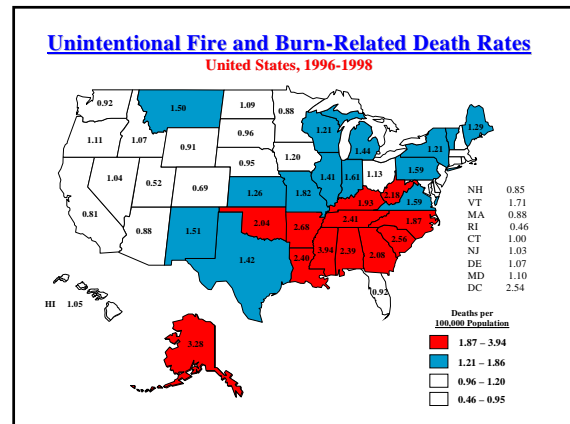 Unintentional Fire and Burn-Related Death Rates
United States, 1996-1998
0.92
1.50
1.09
0.88
1.29
1.11
1.07
0.96
1.21
1.44
1.21
0.91
0.95
1.20
1.59
1.04
0.52
0.69
1.26
1.82
1.41
1.61
1.13
2.18
1.59
0.81
0.88
1.51
2.04
2.68
1.93
2.41
1.87
2.56
1.42
2.40
3.94
2.39
2.08
0.92
NH 0.85
VT 1.71
MA 0.88
RI 0.46
CT 1.00
NJ 1.03
DE 1.07
MD 1.10
DC 2.54
HI 1.05
3.28
Deaths per
100,000 Population
1.87 – 3.94
1.21 – 1.86
0.96 – 1.20
0.46 – 0.95